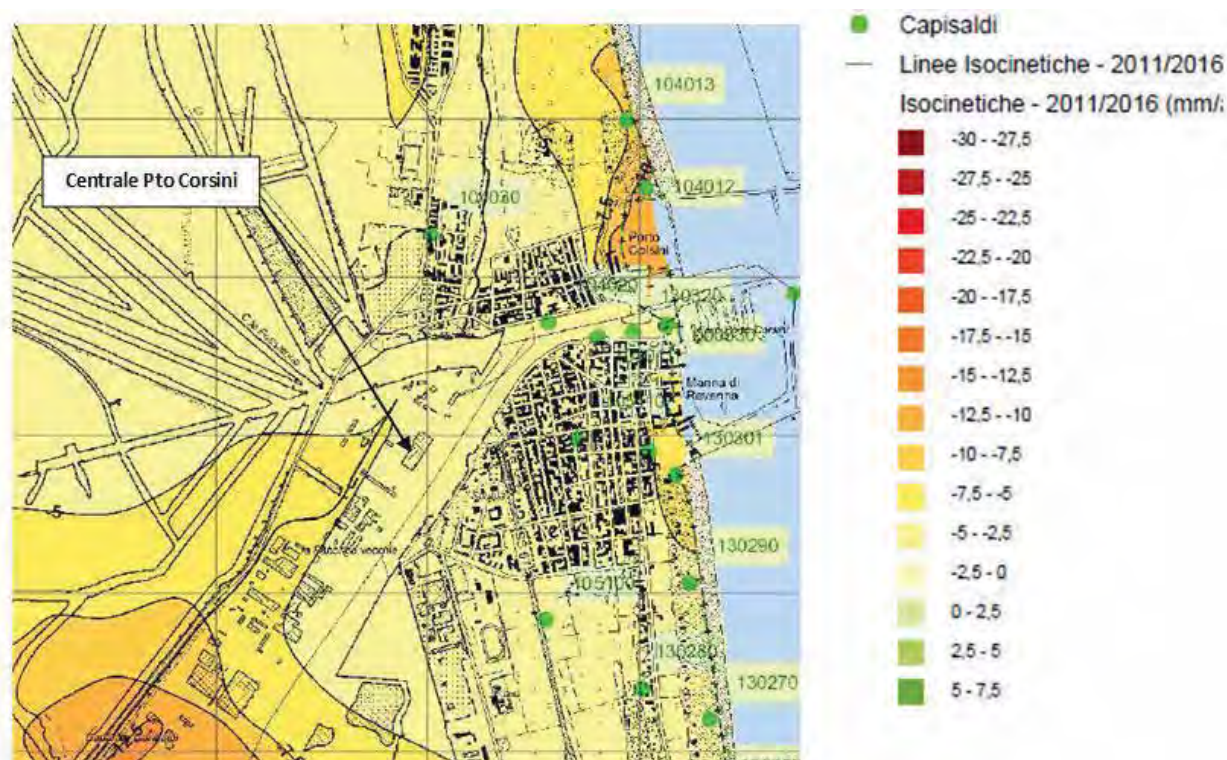 104013
Centrale Pto Corsini
104012
Porto
Corsini
Marina di
Ravenna
130301
5
130290
105100
130280
130270
Capisaldi
Linee Isocinetiche - 2011/2016
Isocinetiche - 2011/2016 (mm/
-30 - -27,5
-27,5 - -25
-25 - -22,5
-22,5 - -20
-20 - -17,5
-17,5 - -15
-15 - -12,5
-12,5 - -10
-10 - -7,5
-7,5 - -5
-5 - -2,5
-2,5 - 0
0 - 2,5
2,5 - 5
5 - 7,5